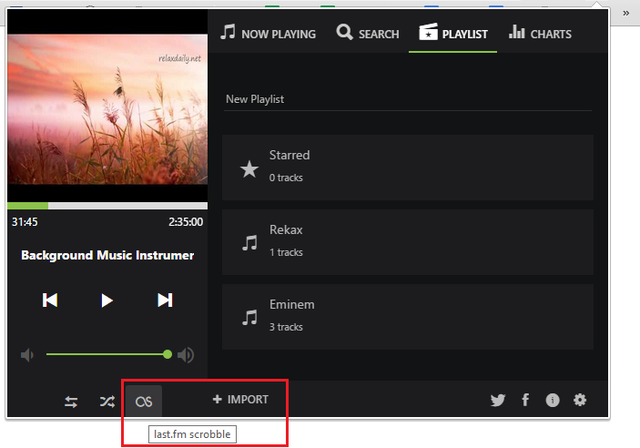 »
relaxdaily.net
NOW PLAYING
SEARCH
PLAYLIST
CHARTS
New Playlist
Starred
0 tracks
Rekax
1 tracks
Eminem
3 tracks
31:45
2:35:00
Background Music Instrumer
+ IMPORT
last.fm scrobble